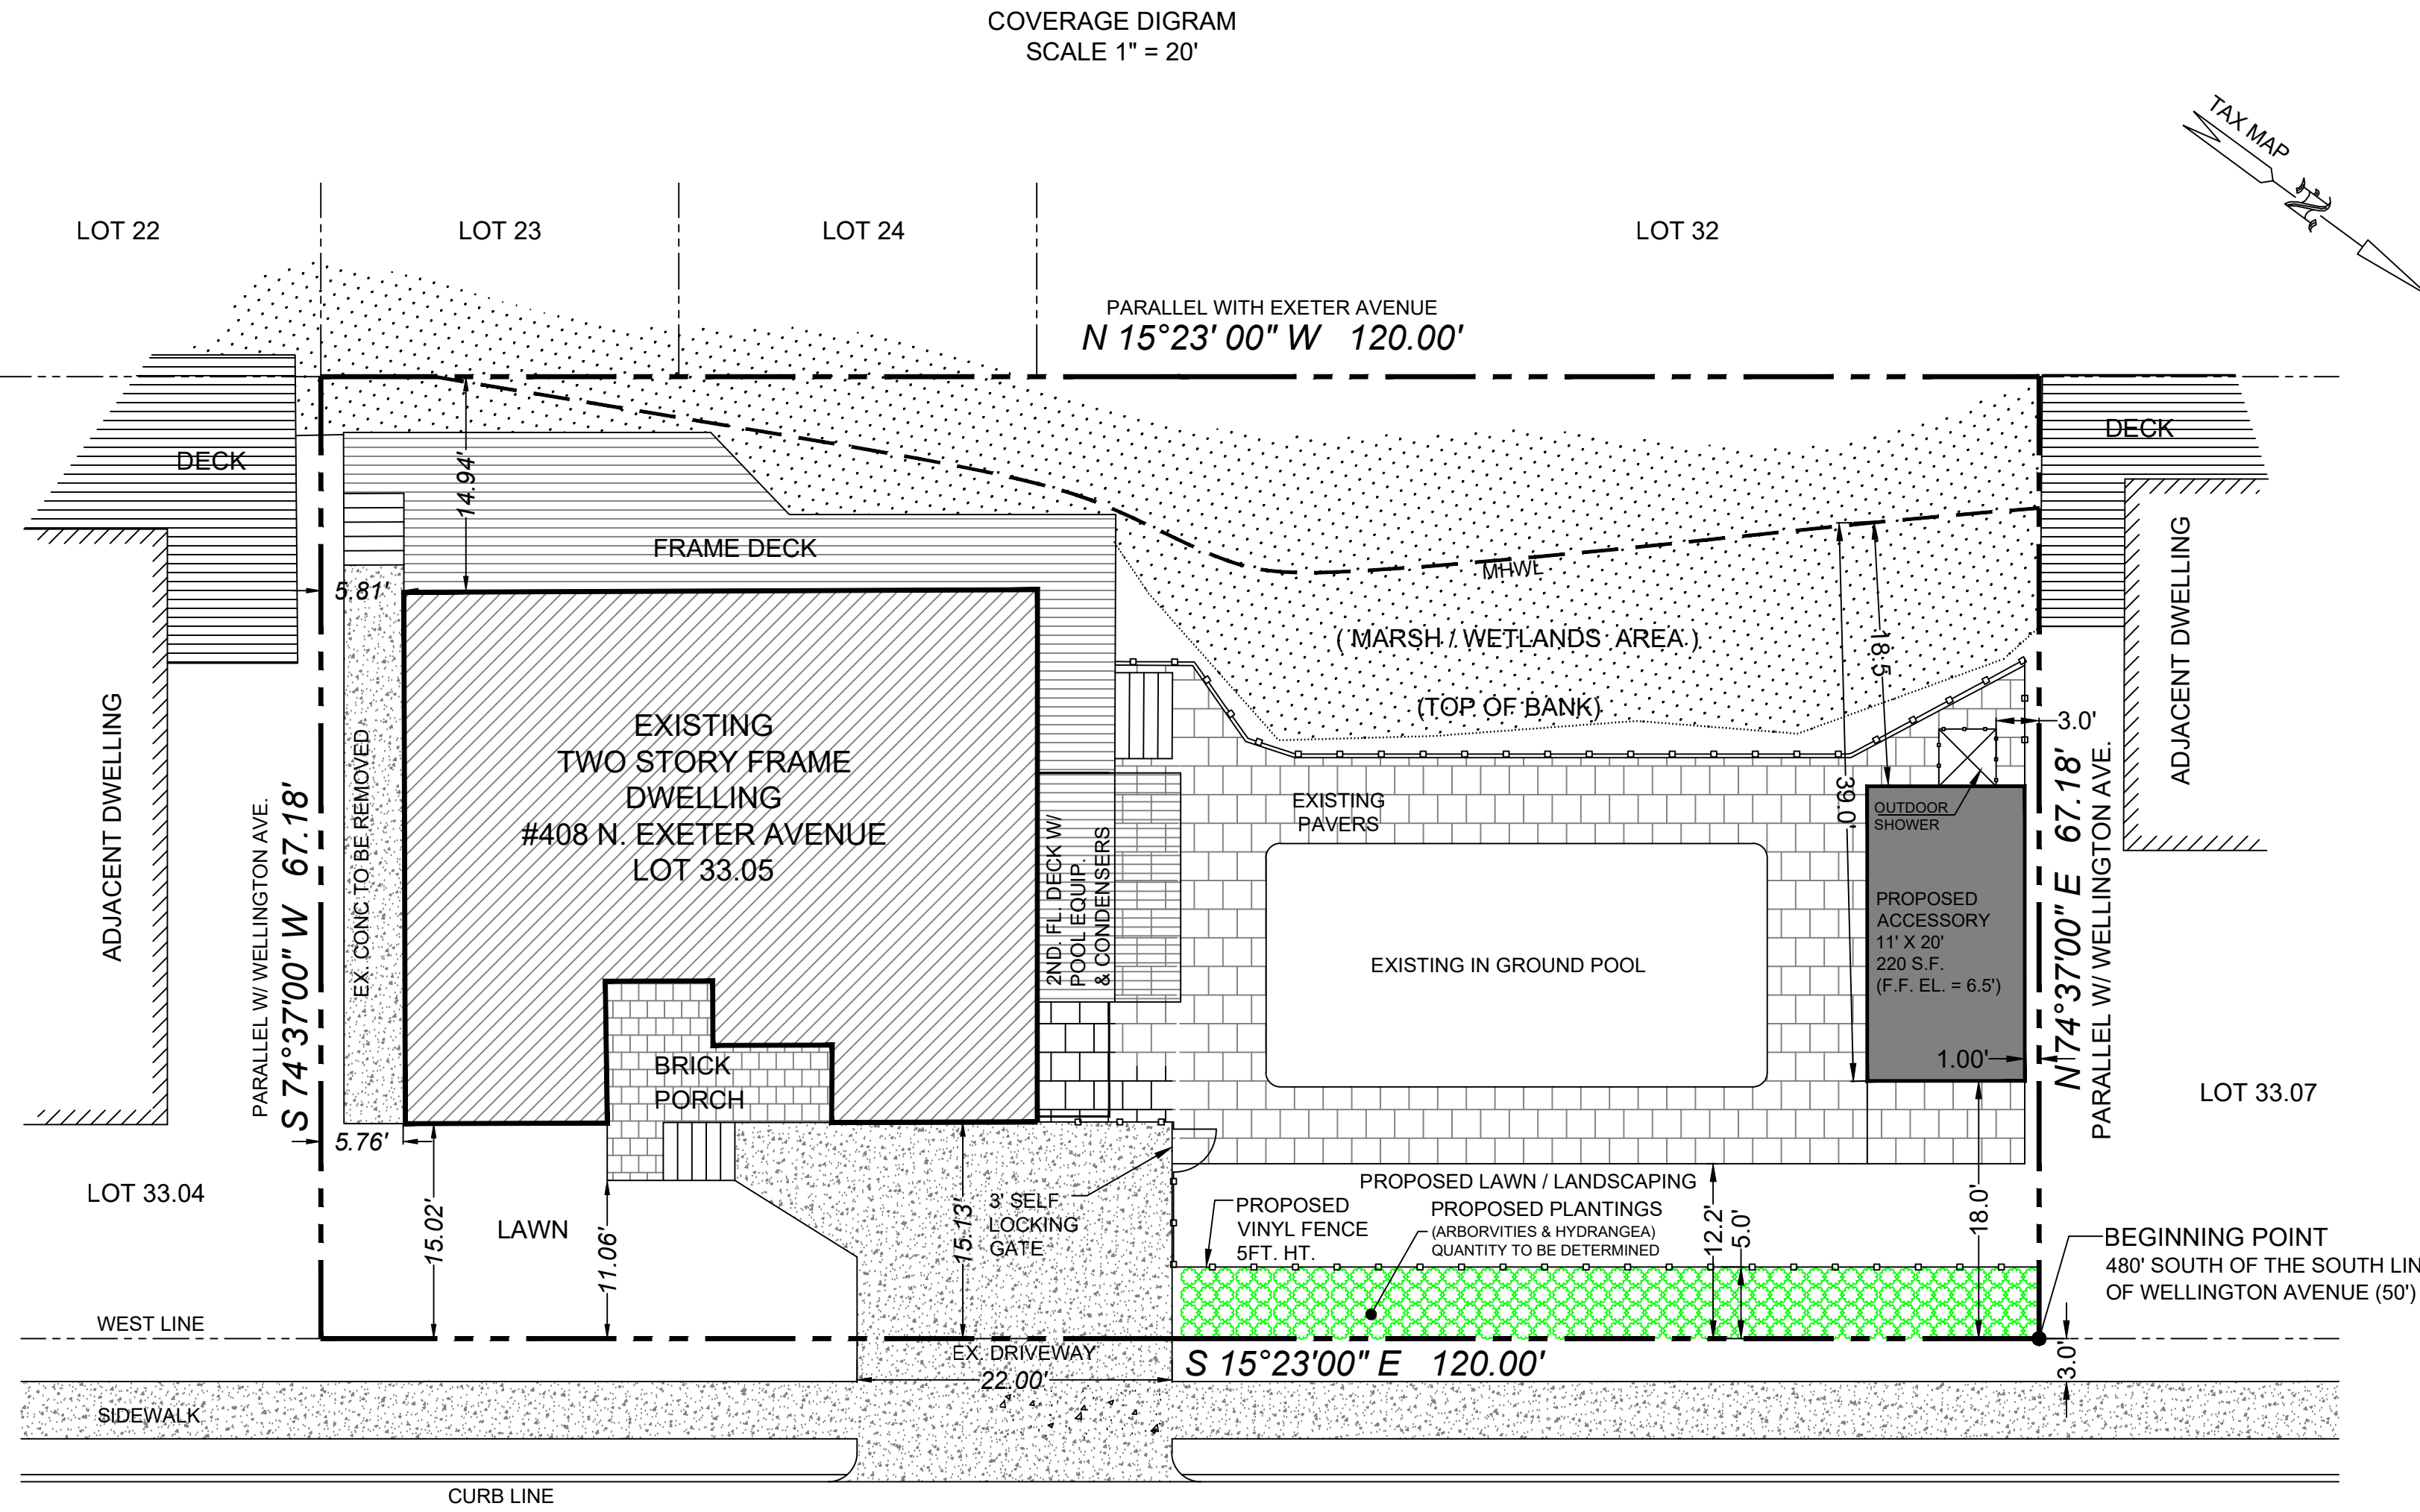 COVERAGE DIGRAM
SCALE 1" = 20'
TAX MAP
N
LOT 22
LOT 23
LOT 24
LOT 32
PARALLEL WITH EXETER AVENUE
N 15°23' 00" W 120.00'
DECK
DECK
14.94'
FRAME DECK
5.81'
MHWL
( MARSH / WETLANDS AREA )
(TOP OF BANK)
18.5'
39.0'
3.0'
ADJACENT DWELLING
ADJACENT DWELLING
PARALLEL W/ WELLINGTON AVE.
S 74°37'00" W 67.18'
EX. CONC TO BE REMOVED
EXISTING
TWO STORY FRAME
DWELLING
#408 N. EXETER AVENUE
LOT 33.05
2ND. FL. DECK W/
POOL EQUIP.
& CONDENSERS
EXISTING
PAVERS
EXISTING IN GROUND POOL
OUTDOOR
SHOWER
PROPOSED
ACCESSORY
11' X 20'
220 S.F.
(F.F. EL. = 6.5')
1.00'
N 74°37'00" E 67.18'
PARALLEL W/ WELLINGTON AVE.
LOT 33.07
BRICK
PORCH
5.76'
LOT 33.04
LAWN
15.02'
11.06'
15.13'
3' SELF
LOCKING
GATE
PROPOSED LAWN / LANDSCAPING
PROPOSED
VINYL FENCE
5FT. HT.
PROPOSED PLANTINGS
(ARBORVITIES & HYDRANGEA)
QUANTITY TO BE DETERMINED
12.2'
5.0'
18.0'
BEGINNING POINT
480' SOUTH OF THE SOUTH LIN
OF WELLINGTON AVENUE (50')
WEST LINE
EX. DRIVEWAY
22.00'
S 15°23'00" E 120.00'
3.0'
SIDEWALK
CURB LINE